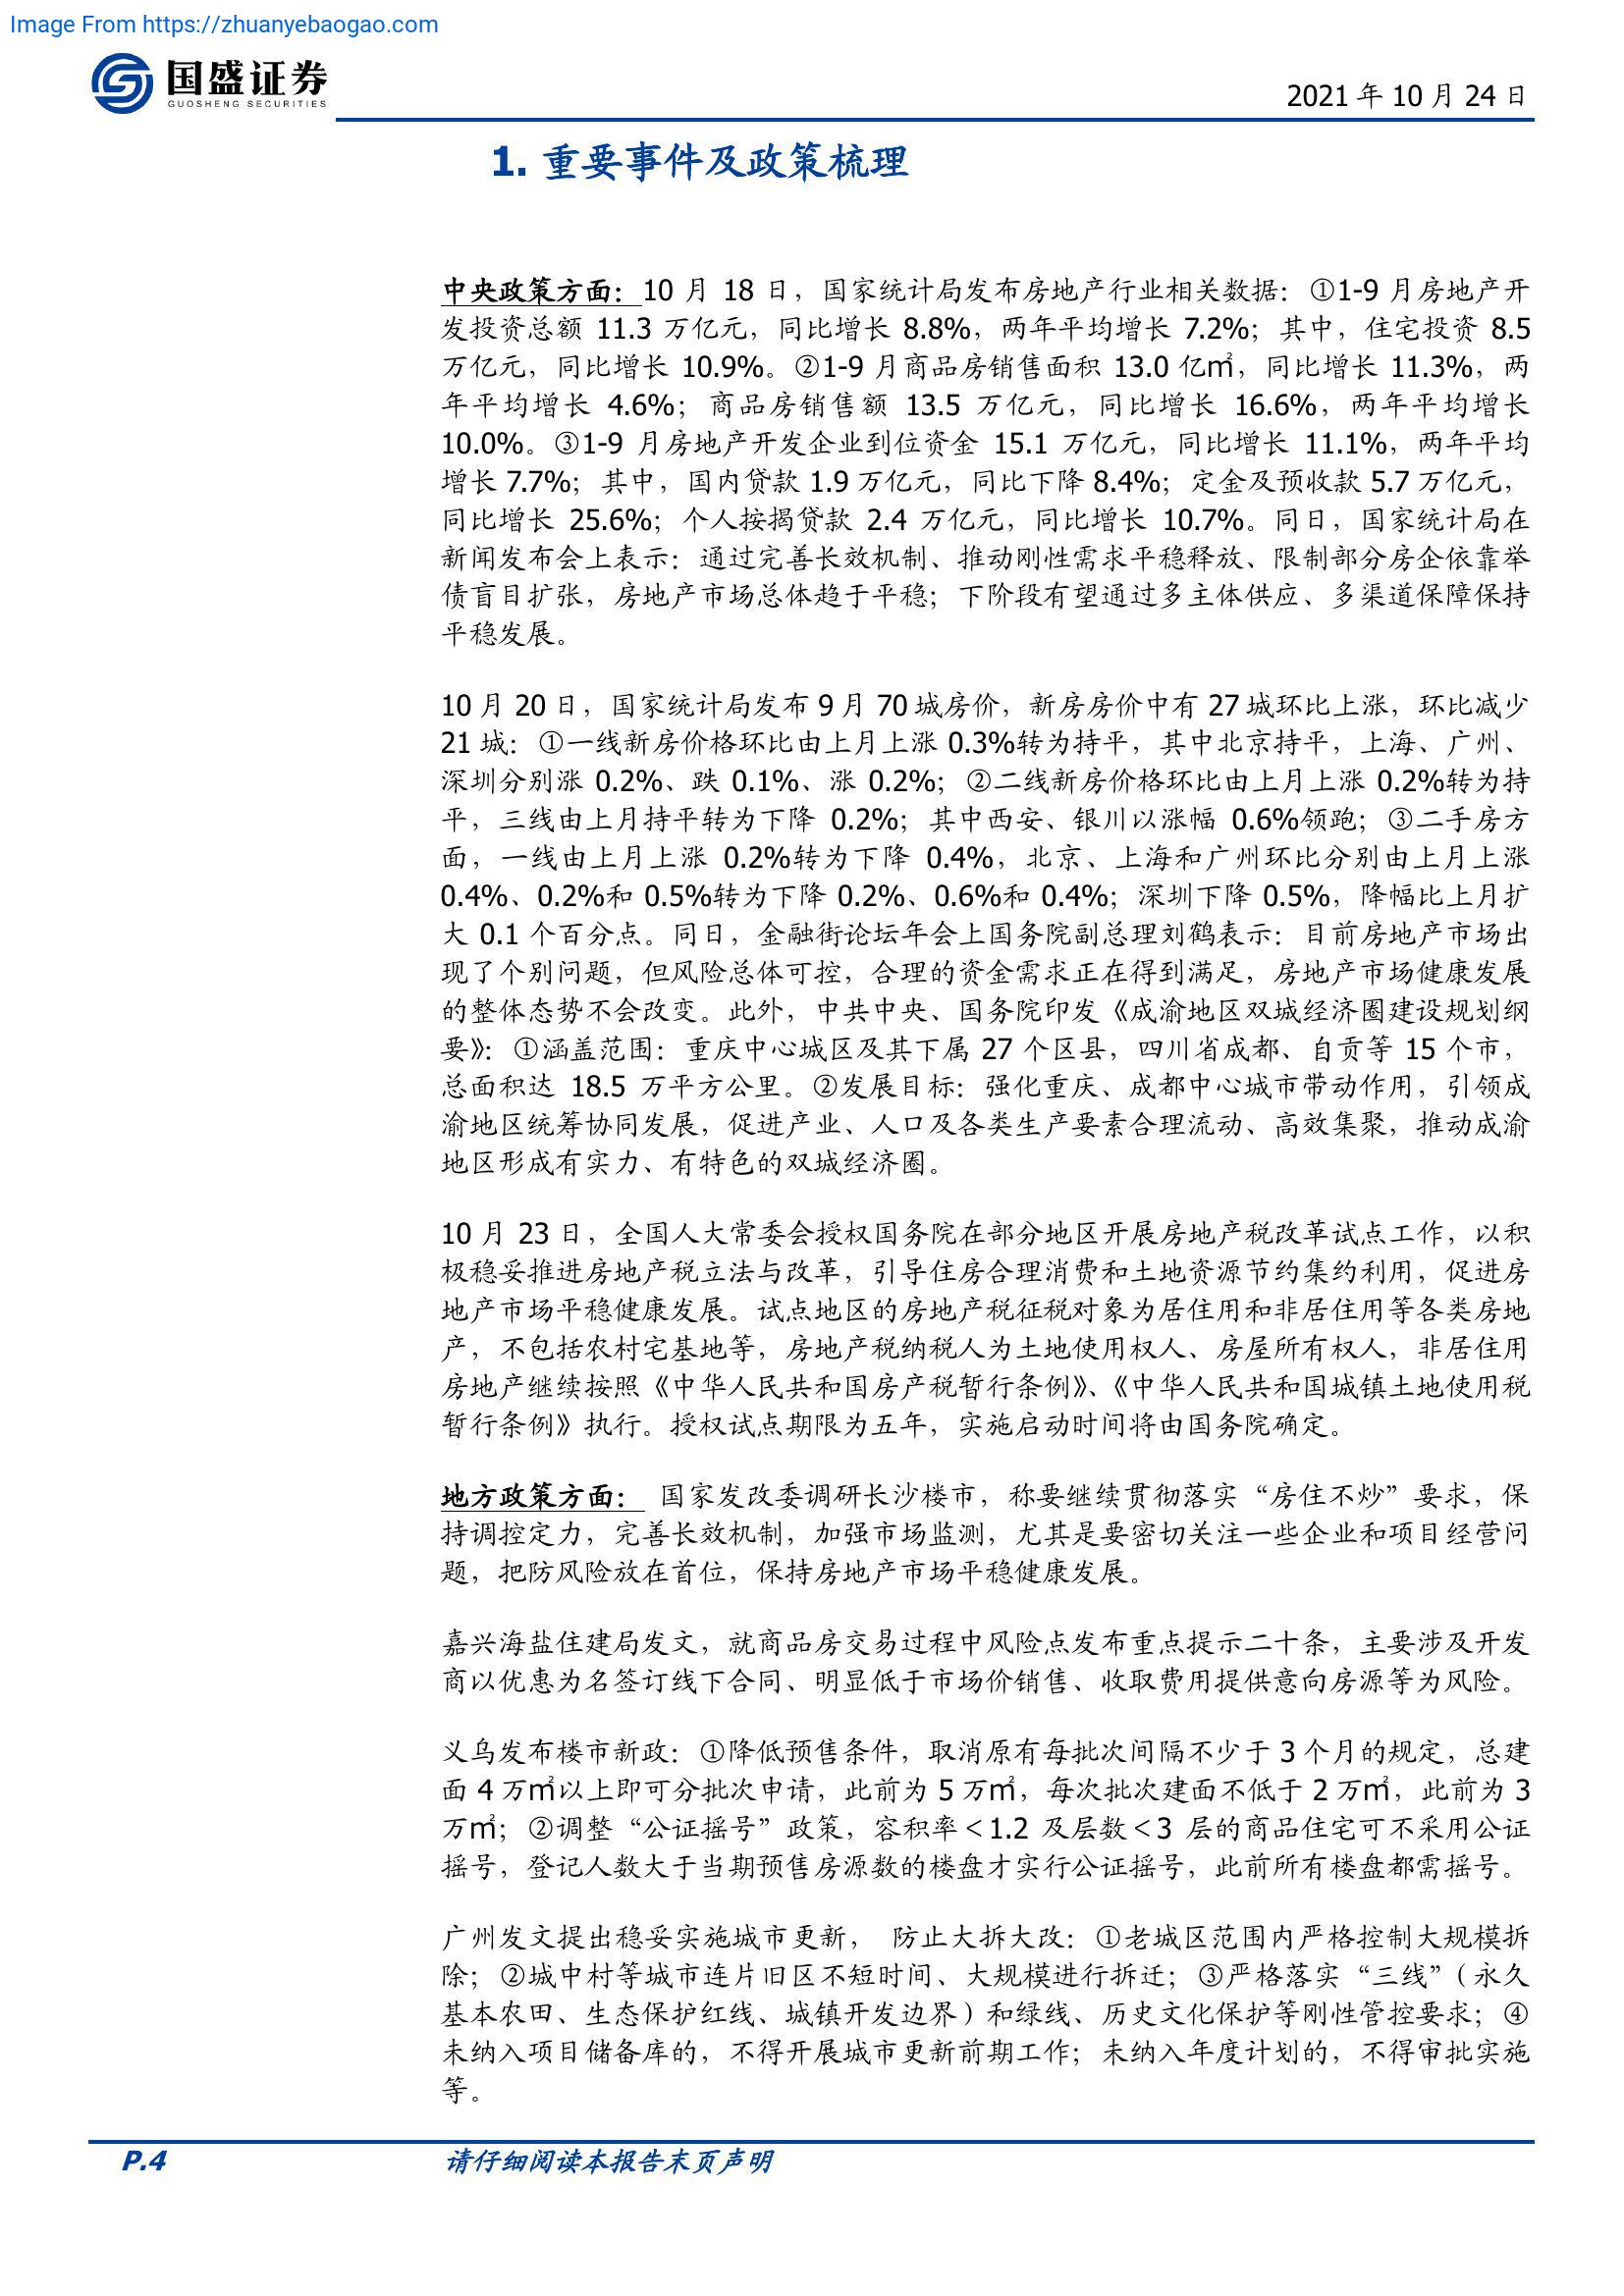 Image From https://zhuanyebaogao.com
国盛证券
GUOSHENG SECURITIES
2021 年 10 月 24 日
1. 重要事件及政策梳理
中央政策方面：10 月 18 日，国家统计局发布房地产行业相关数据：①1-9 月房地产开
发投资总额 11.3 万亿元，同比增长 8.8%，两年平均增长 7.2%；其中，住宅投资 8.5
万亿元，同比增长 10.9%。②1-9 月商品房销售面积 13.0 亿㎡，同比增长 11.3%，两
年平均增长 4.6%；商品房销售额 13.5 万亿元，同比增长 16.6%，两年平均增长
10.0%。③1-9 月房地产开发企业到位资金 15.1 万亿元，同比增长 11.1%，两年平均
增长 7.7%；其中，国内贷款 1.9 万亿元，同比下降 8.4%；定金及预收款 5.7 万亿元，
同比增长 25.6%；个人按揭贷款 2.4 万亿元，同比增长 10.7%。同日，国家统计局在
新闻发布会上表示：通过完善长效机制、推动刚性需求平稳释放、限制部分房企依靠举
债盲目扩张，房地产市场总体趋于平稳；下阶段有望通过多主体供应、多渠道保障保持
平稳发展。
10 月 20 日，国家统计局发布 9 月 70 城房价，新房房价中有 27 城环比上涨，环比减少
21 城：①一线新房价格环比由上月上涨 0.3%转为持平，其中北京持平，上海、广州、
深圳分别涨 0.2%、跌 0.1%、涨 0.2%；②二线新房价格环比由上月上涨 0.2%转为持
平，三线由上月持平转为下降 0.2%；其中西安、银川以涨幅 0.6%领跑；③二手房方
面，一线由上月上涨 0.2%转为下降 0.4%，北京、上海和广州环比分别由上月上涨
0.4%、0.2%和 0.5%转为下降 0.2%、0.6%和 0.4%；深圳下降 0.5%，降幅比上月扩
大 0.1 个百分点。同日，金融街论坛年会上国务院副总理刘鹤表示：目前房地产市场出
现了个别问题，但风险总体可控，合理的资金需求正在得到满足，房地产市场健康发展
的整体态势不会改变。此外，中共中央、国务院印发《成渝地区双城经济圈建设规划纲
要》：①涵盖范围：重庆中心城区及其下属 27 个区县，四川省成都、自贡等 15 个市，
总面积达 18.5 万平方公里。②发展目标：强化重庆、成都中心城市带动作用，引领成
渝地区统筹协同发展，促进产业、人口及各类生产要素合理流动、高效集聚，推动成渝
地区形成有实力、有特色的双城经济圈。
10 月 23 日，全国人大常委会授权国务院在部分地区开展房地产税改革试点工作，以积
极稳妥推进房地产税立法与改革，引导住房合理消费和土地资源节约集约利用，促进房
地产市场平稳健康发展。试点地区的房地产税征税对象为居住用和非居住用等各类房地
产，不包括农村宅基地等，房地产税纳税人为土地使用权人、房屋所有权人，非居住用
房地产继续按照《中华人民共和国房产税暂行条例》、《中华人民共和国城镇土地使用税
暂行条例》执行。授权试点期限为五年，实施启动时间将由国务院确定。
地方政策方面： 国家发改委调研长沙楼市，称要继续贯彻落实“房住不炒”要求，保
持调控定力，完善长效机制，加强市场监测，尤其是要密切关注一些企业和项目经营问
题，把防风险放在首位，保持房地产市场平稳健康发展。
嘉兴海盐住建局发文，就商品房交易过程中风险点发布重点提示二十条，主要涉及开发
商以优惠为名签订线下合同、明显低于市场价销售、收取费用提供意向房源等为风险。
义乌发布楼市新政：①降低预售条件，取消原有每批次间隔不少于 3 个月的规定，总建
面 4 万㎡以上即可分批次申请，此前为 5 万㎡，每次批次建面不低于 2 万㎡，此前为 3
万㎡；②调整“公证摇号”政策，容积率＜1.2 及层数＜3 层的商品住宅可不采用公证
摇号，登记人数大于当期预售房源数的楼盘才实行公证摇号，此前所有楼盘都需摇号。
广州发文提出稳妥实施城市更新， 防止大拆大改：①老城区范围内严格控制大规模拆
除；②城中村等城市连片旧区不短时间、大规模进行拆迁；③严格落实“三线”（永久
基本农田、生态保护红线、城镇开发边界）和绿线、历史文化保护等刚性管控要求；④
未纳入项目储备库的，不得开展城市更新前期工作；未纳入年度计划的，不得审批实施
等。
P.4
请仔细阅读本报告末页声明